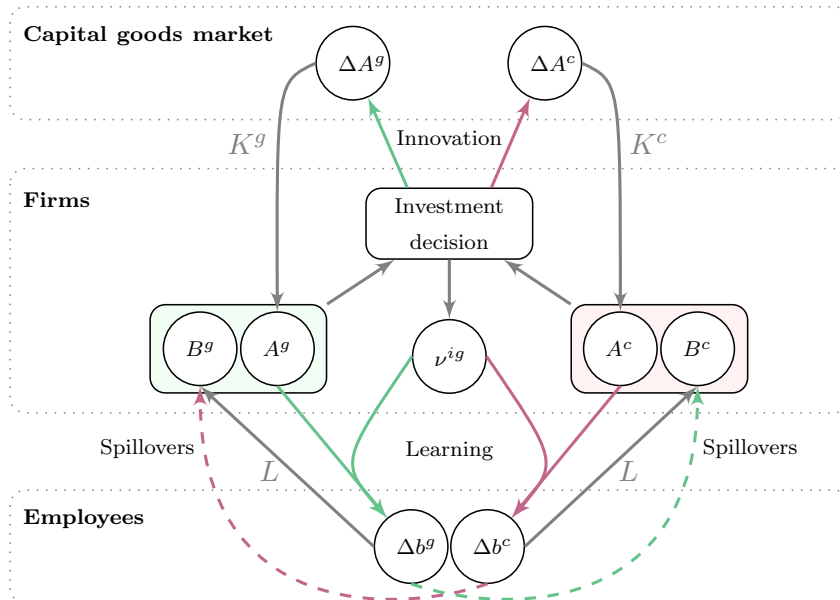 Capital goods market
ΔA^g
ΔA^c
Innovation
K^g
K^c
Firms
Investment
decision
B^g
A^g
ν^{ig}
A^c
B^c
Spillovers
Learning
Spillovers
L
L
Employees
Δb^g
Δb^c